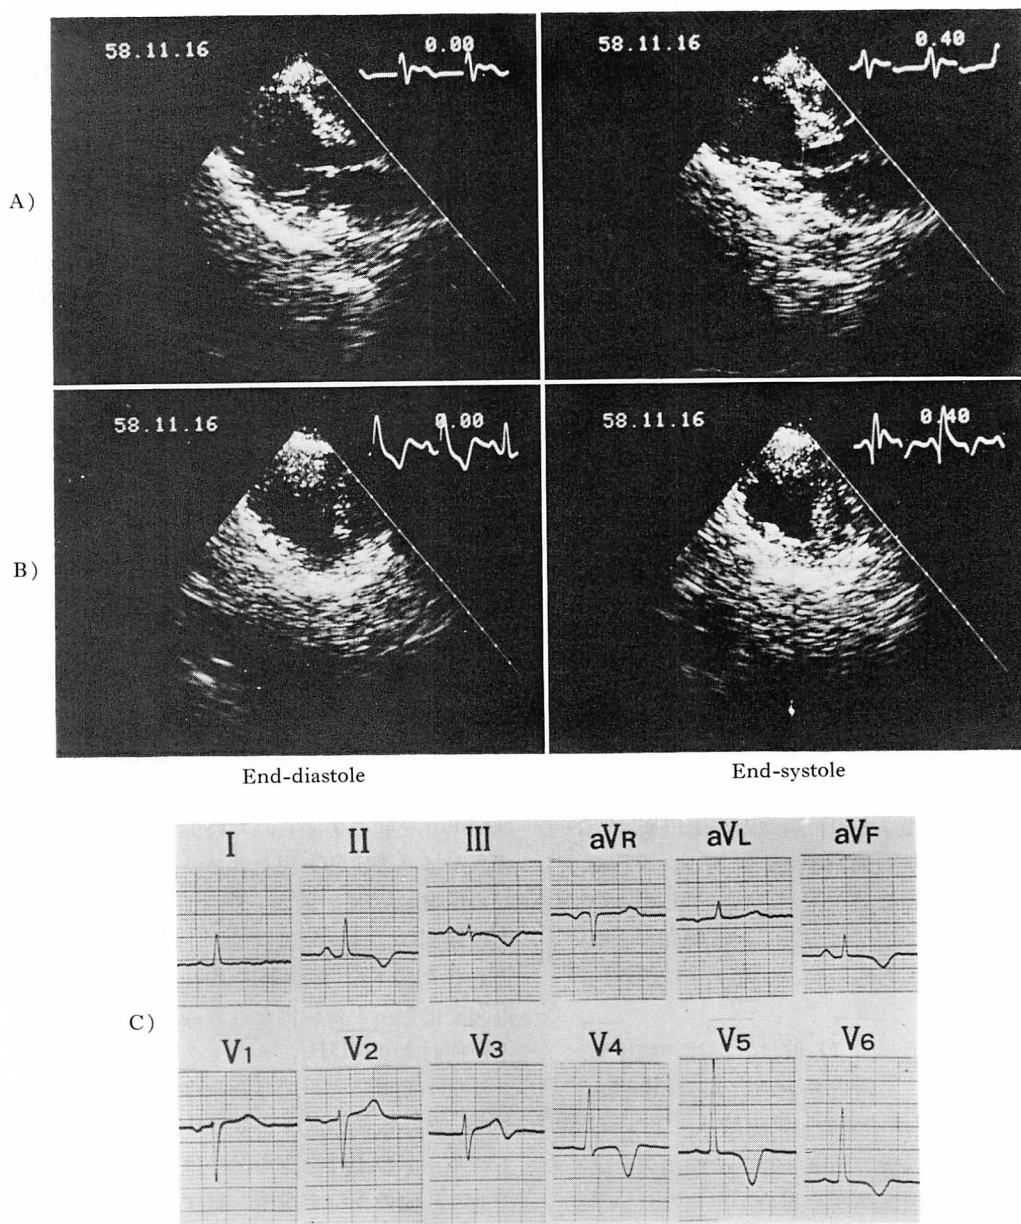 58.11.16 0.00 58.11.16 0.40
A)
58.11.16 0.00 58.11.16 0.40
B)
End-diastole End-systole
I II III aVR aVL aVF
C)
V1 V2 V3 V4 V5 V6